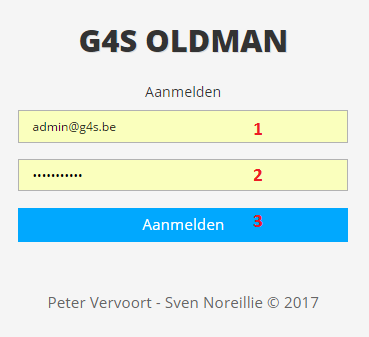 G4S OLDMAN
Aanmelden
admin@g4s.be 1
••••••••••• 2
Aanmelden 3
Peter Vervoort - Sven Noreillie © 2017